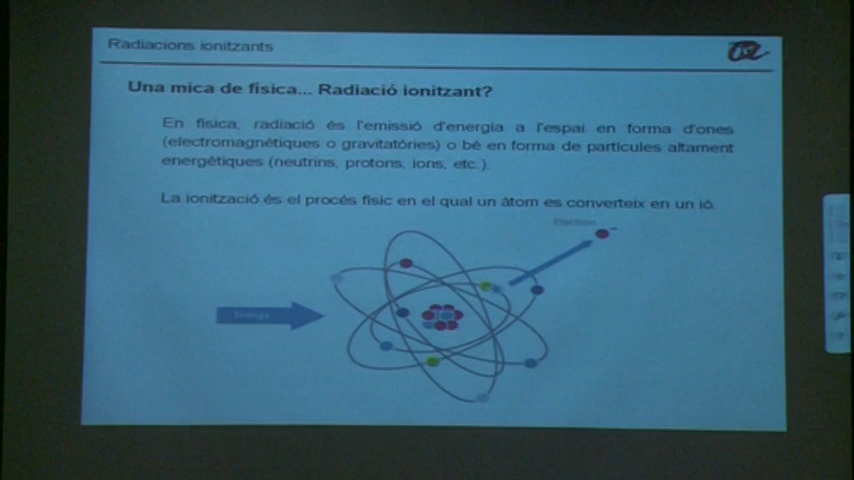 Radiacions ionitzants
Una mica de física... Radiació ionitzant?
En física, radiació és l'emissió d'energia a l'espai en forma d'ones
(electromagnètiques o gravitatòries) o bé en forma de partícules altament
energètiques (neutrins, protons, ions, etc.).
La ionització és el procés físic en el qual un àtom es converteix en un ió.
Electron
Energy